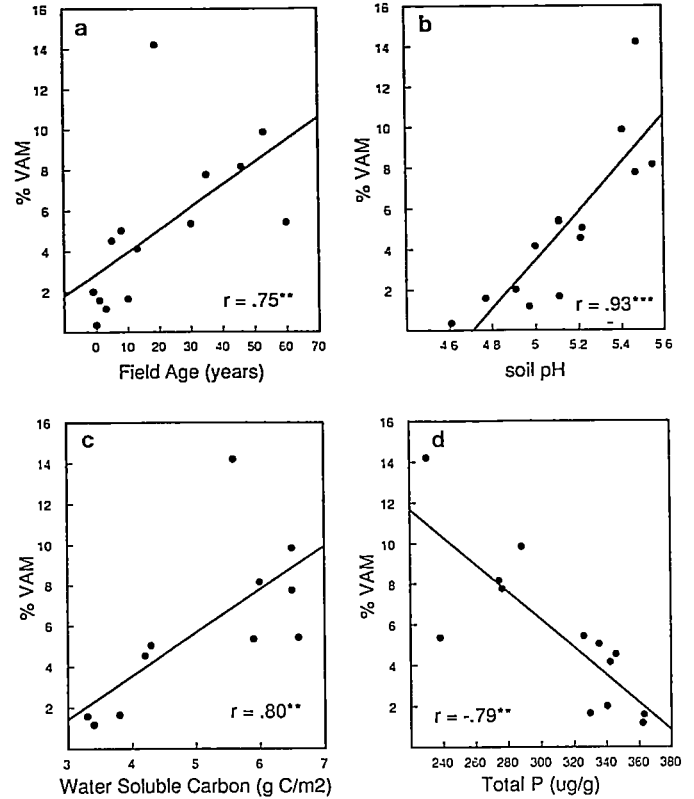 a
16
14
12
10
8
6
4
2
% VAM
r = .75**
0 10 20 30 40 50 60 70
Field Age (years)
b
16
14
12
10
8
6
4
2
% VAM
r = .93***
4 6 4 8 5 5.2 5,4 5 6
soil pH
c
16
14
12
10
8
6
4
2
% VAM
r = .80**
3 4 5 6 7
Water Soluble Carbon (g C/m2)
d
16
14
12
10
8
6
4
2
% VAM
r = -.79**
240 260 280 300 320 340 360 380
Total P (ug/g)